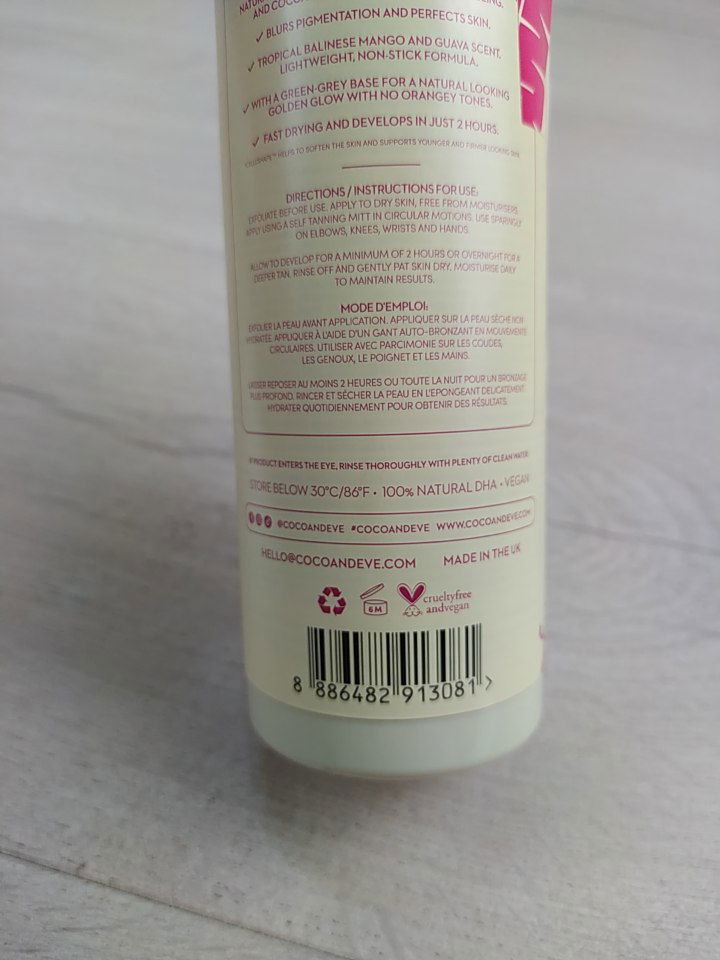 AND COCO
✓ BLURS PIGMENTATION AND PERFECTS SKIN.
✓ TROPICAL BALINESE MANGO AND GUAVA SCENT.
LIGHTWEIGHT, NON-STICK FORMULA.
✓ WITH A GREEN-GREY BASE FOR A NATURAL LOOKING
GOLDEN GLOW WITH NO ORANGEY TONES.
✓ FAST DRYING AND DEVELOPS IN JUST 2 HOURS.
*CELLUSHAPE™ HELPS TO SOFTEN THE SKIN AND SUPPORTS YOUNGER AND FIRMER LOOKING SKIN
DIRECTIONS / INSTRUCTIONS FOR USE:
EXFOLIATE BEFORE USE. APPLY TO DRY SKIN, FREE FROM MOISTURISERS.
APPLY USING A SELF TANNING MITT IN CIRCULAR MOTIONS. USE SPARINGLY
ON ELBOWS, KNEES, WRISTS AND HANDS.
ALLOW TO DEVELOP FOR A MINIMUM OF 2 HOURS OR OVERNIGHT FOR A
DEEPER TAN. RINSE OFF AND GENTLY PAT SKIN DRY. MOISTURISE DAILY
TO MAINTAIN RESULTS.
MODE D'EMPLOI:
EXFOLIER LA PEAU AVANT APPLICATION. APPLIQUER SUR LA PEAU SÈCHE NON
HYDRATÉE. APPLIQUER À L'AIDE D'UN GANT AUTO-BRONZANT EN MOUVEMENTS
CIRCULAIRES. UTILISER AVEC PARCIMONIE SUR LES COUDES,
LES GENOUX, LE POIGNET ET LES MAINS.
LAISSER REPOSER AU MOINS 2 HEURES OU TOUTE LA NUIT POUR UN BRONZAGE
PLUS PROFOND. RINCER ET SÉCHER LA PEAU EN L'EPONGEANT DELICATEMENT.
HYDRATER QUOTIDIENNEMENT POUR OBTENIR DES RÉSULTATS.
IF PRODUCT ENTERS THE EYE, RINSE THOROUGHLY WITH PLENTY OF CLEAN WATER.
STORE BELOW 30°C/86°F • 100% NATURAL DHA • VEGAN
@COCOANDEVE #COCOANDEVE WWW.COCOANDEVE.COM
HELLO@COCOANDEVE.COM MADE IN THE UK
6M
crueltyfree
andvegan
8 886482 913081 >